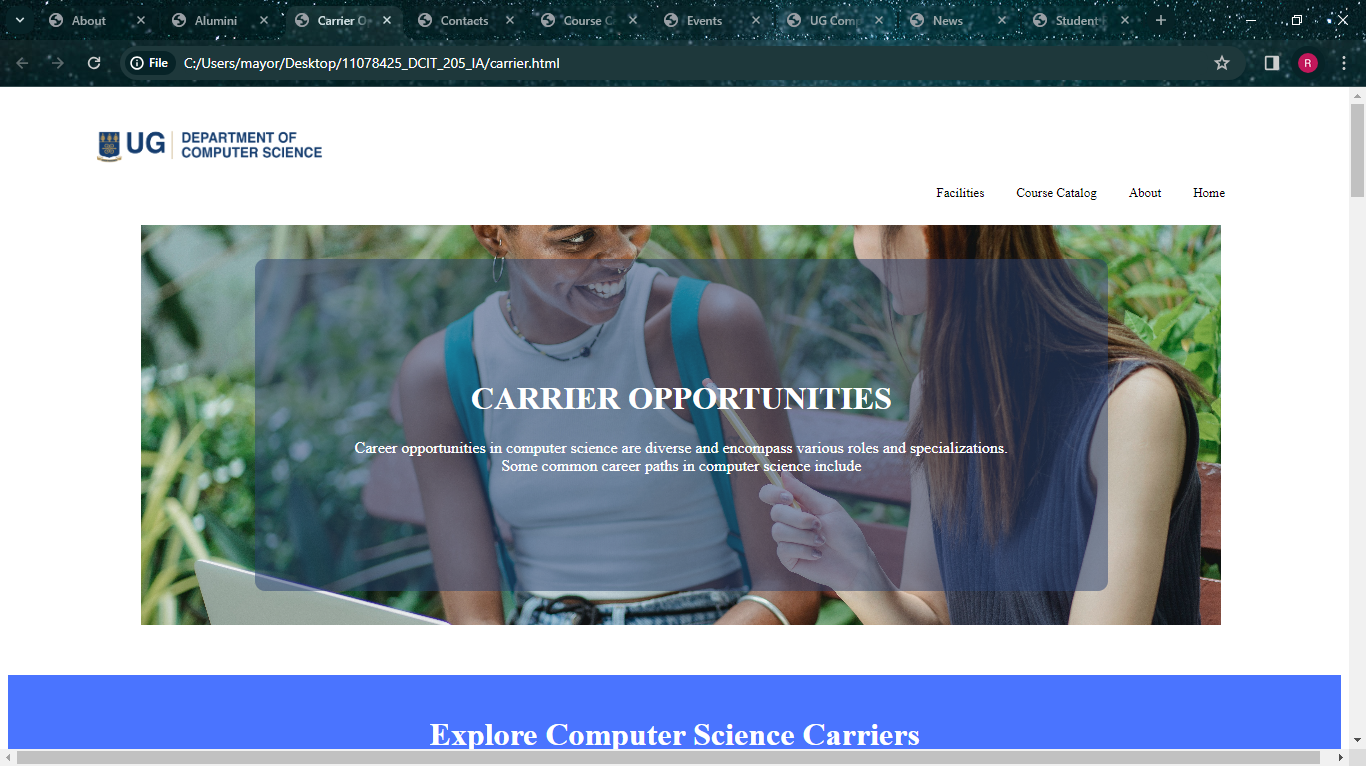 About
Alumini
Carrier O
Contacts
Course C
Events
UG Com
News
Student
File
C:/Users/mayor/Desktop/11078425_DCIT_205_IA/carrier.html
R
UG
DEPARTMENT OF
COMPUTER SCIENCE
Facilities
Course Catalog
About
Home
CARRIER OPPORTUNITIES
Career opportunities in computer science are diverse and encompass various roles and specializations.
Some common career paths in computer science include
Explore Computer Science Carriers